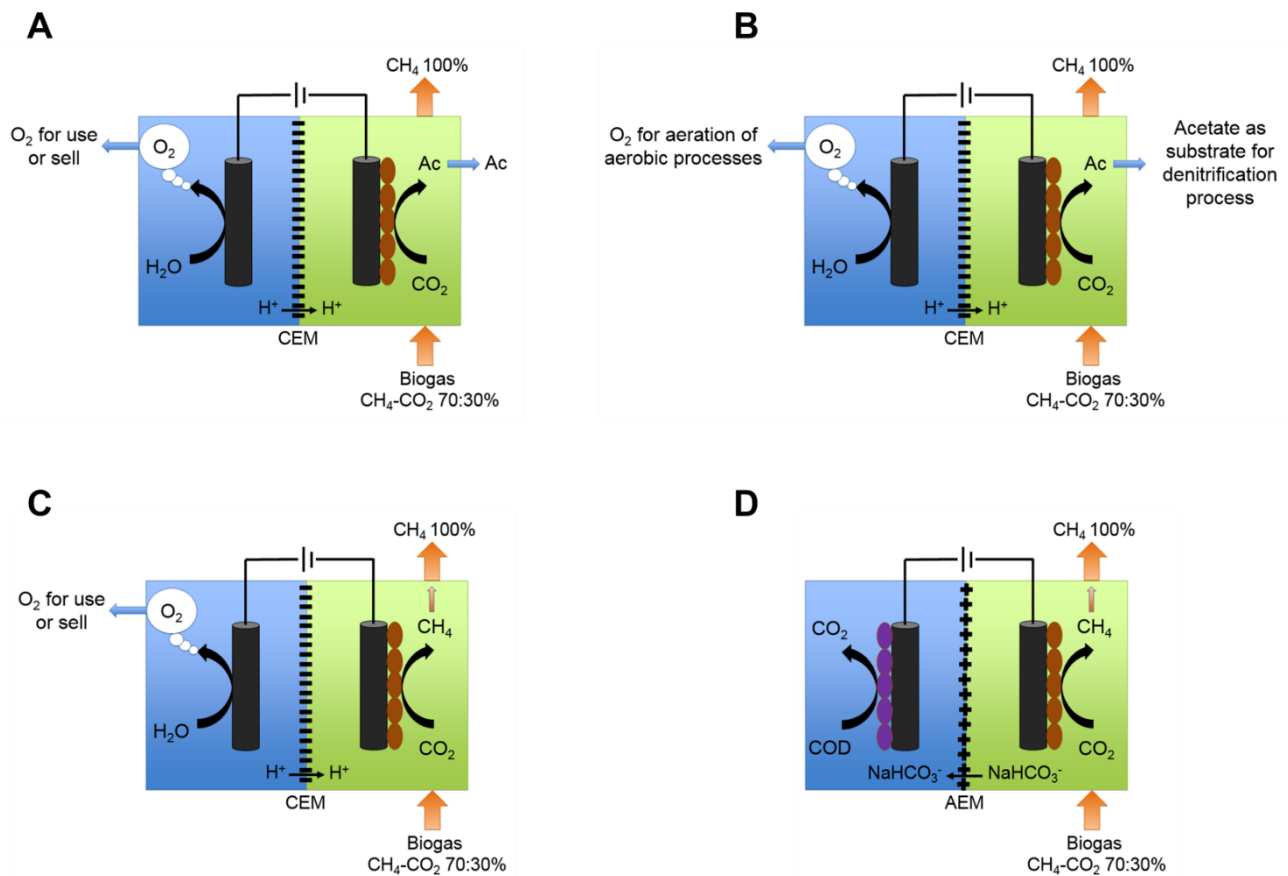 A
CH₄ 100%
O₂ for use
or sell
O₂
Ac
Ac
H₂O
CO₂
H⁺
H⁺
CEM
Biogas
CH₄-CO₂ 70:30%
B
CH₄ 100%
O₂ for aeration of
aerobic processes
O₂
Ac
Acetate as
substrate for
denitrification
process
H₂O
CO₂
H⁺
H⁺
CEM
Biogas
CH₄-CO₂ 70:30%
C
CH₄ 100%
O₂ for use
or sell
O₂
CH₄
H₂O
CO₂
H⁺
H⁺
CEM
Biogas
CH₄-CO₂ 70:30%
D
CH₄ 100%
CO₂
CH₄
COD
CO₂
NaHCO₃⁻
NaHCO₃⁻
AEM
Biogas
CH₄-CO₂ 70:30%